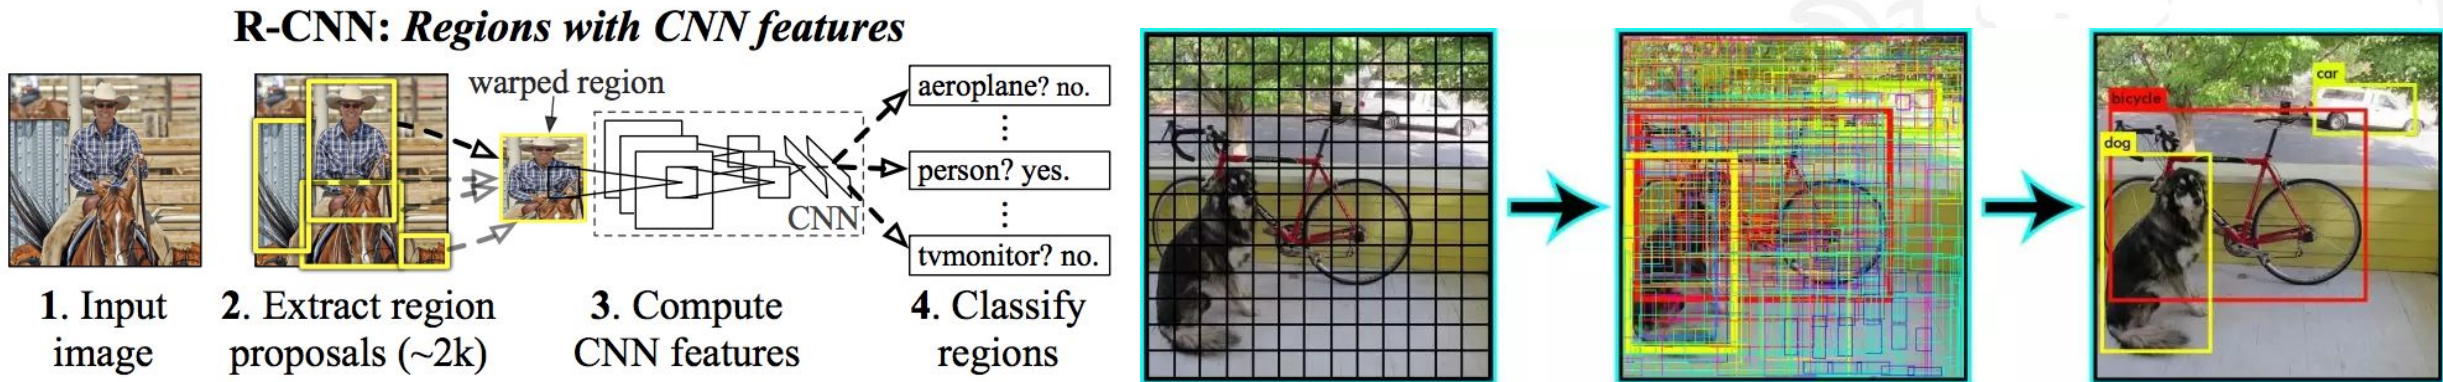 R-CNN: Regions with CNN features
warped region
aeroplane? no.
person? yes.
tvmonitor? no.
CNN
1. Input
image
2. Extract region
proposals (~2k)
3. Compute
CNN features
4. Classify
regions
car
bicycle
dog